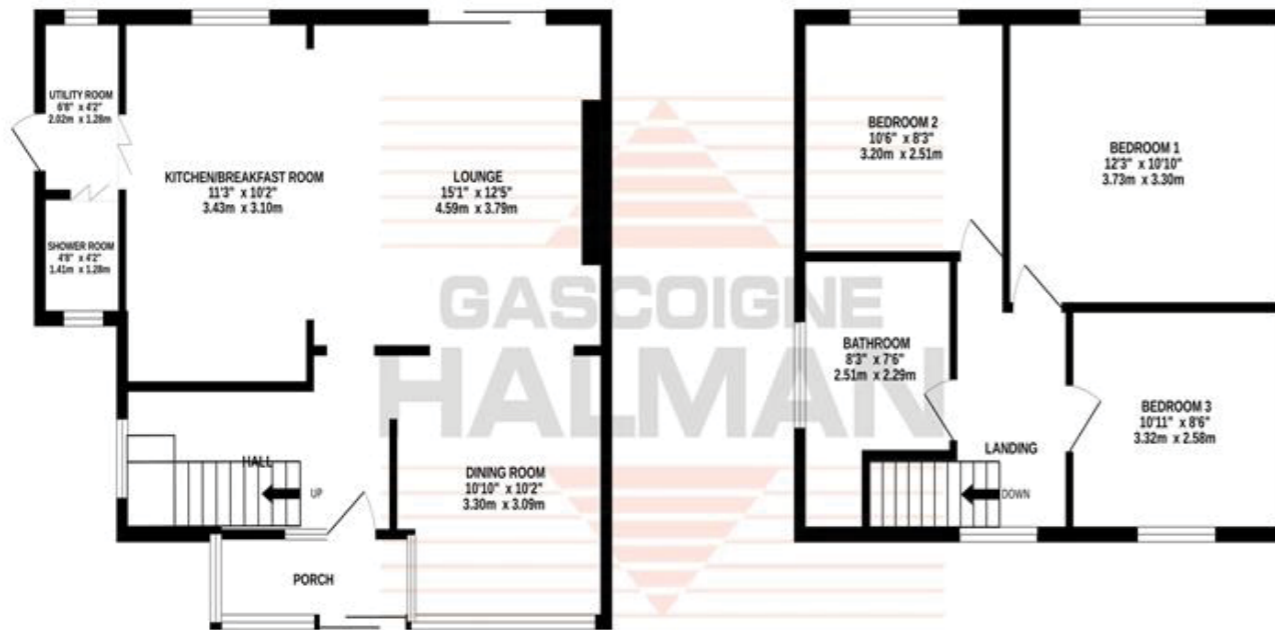 UTILITY ROOM
6'8" x 4'2"
2.02m x 1.28m
KITCHEN/BREAKFAST ROOM
11'3" x 10'2"
3.43m x 3.10m
LOUNGE
15'1" x 12'5"
4.59m x 3.79m
SHOWER ROOM
4'8" x 4'2"
1.41m x 1.28m
HALL
UP
DINING ROOM
10'10" x 10'2"
3.30m x 3.09m
PORCH
BEDROOM 2
10'6" x 8'3"
3.20m x 2.51m
BEDROOM 1
12'3" x 10'10"
3.73m x 3.30m
BATHROOM
8'3" x 7'6"
2.51m x 2.29m
BEDROOM 3
10'11" x 8'6"
3.32m x 2.58m
LANDING
DOWN
GASCOIGNE
HALMAN